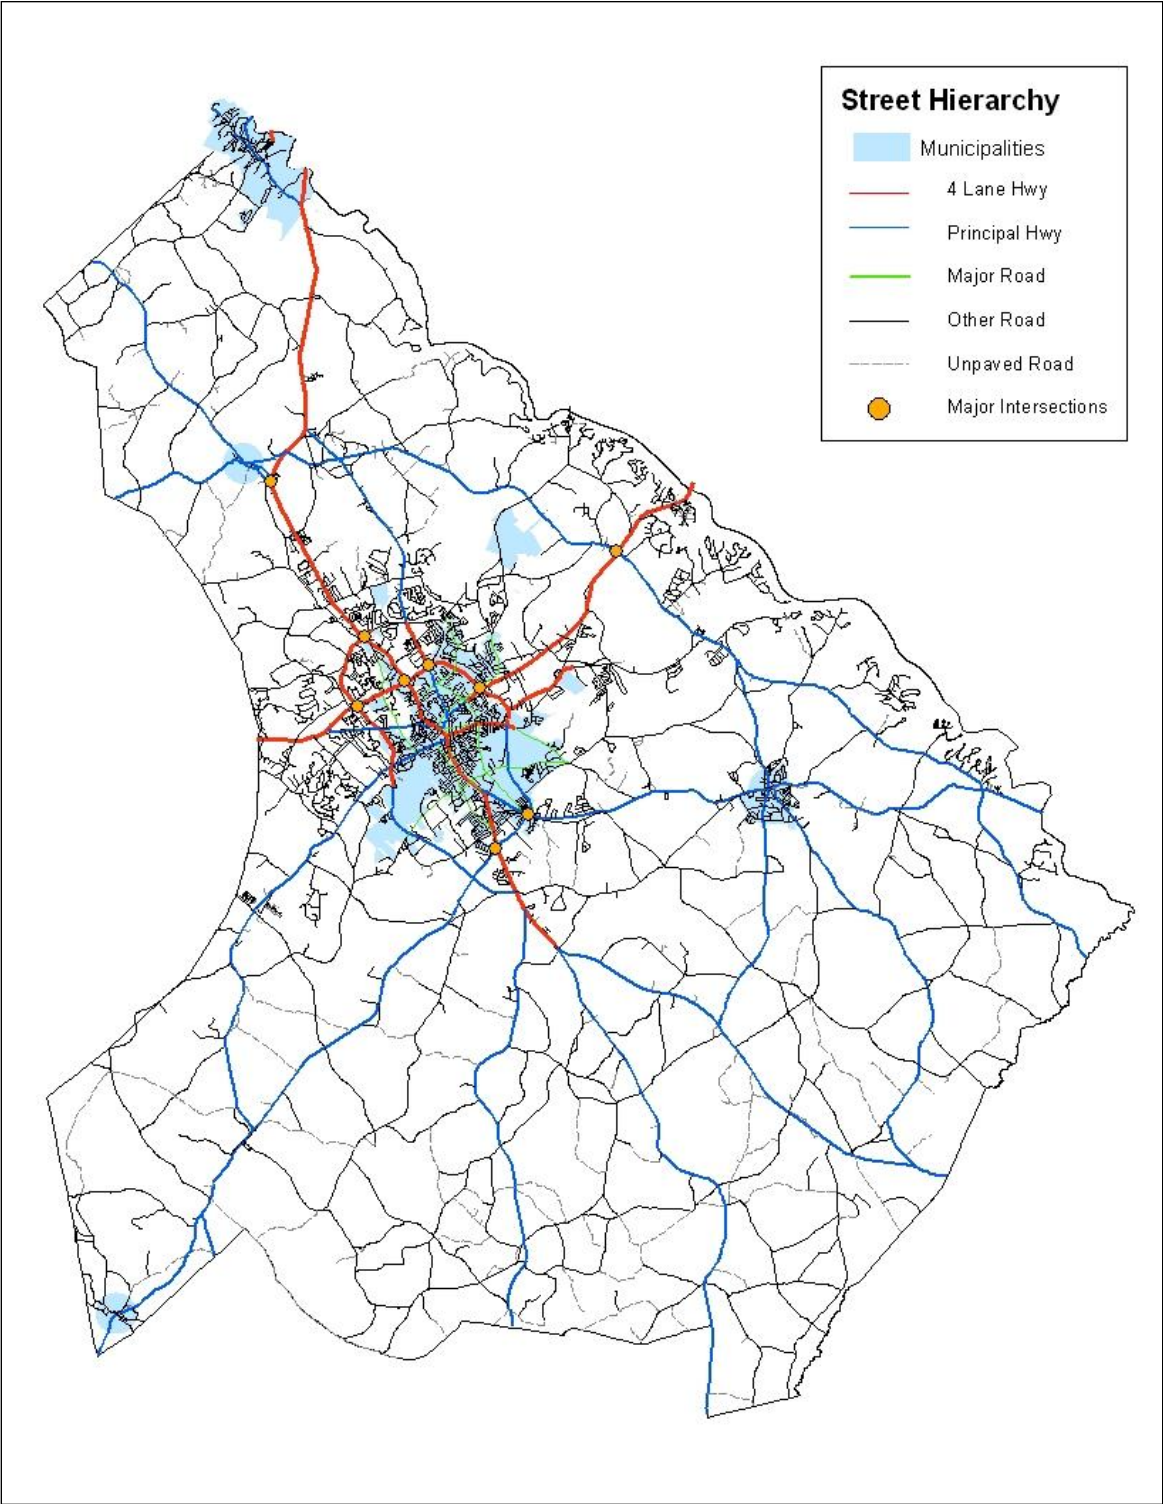 Street Hierarchy
Municipalities
4 Lane Hwy
Principal Hwy
Major Road
Other Road
Unpaved Road
Major Intersections